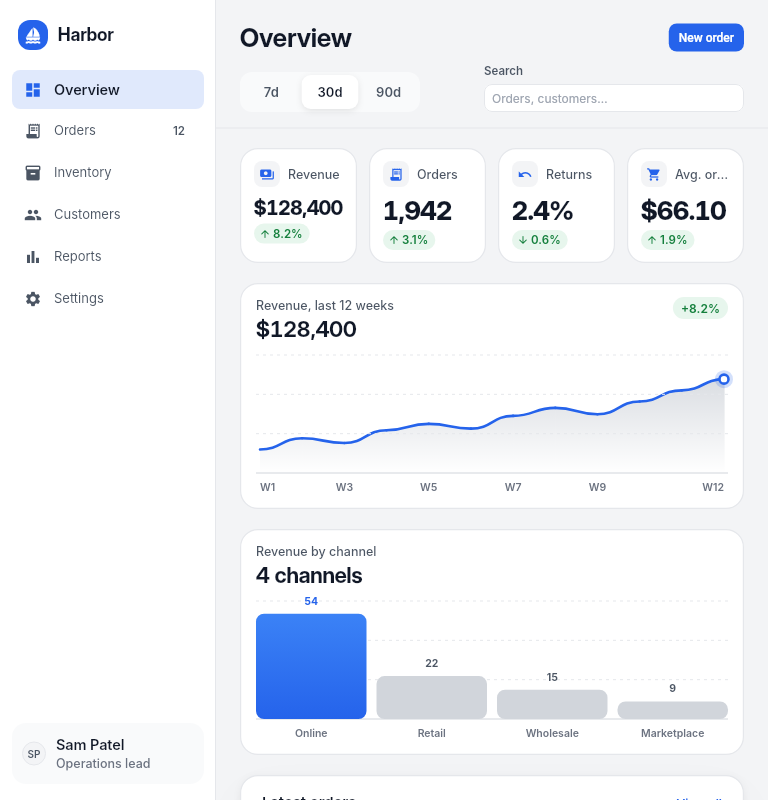 Harbor
Overview
Orders 12
Inventory
Customers
Reports
Settings
SP
Sam Patel
Operations lead
Overview
New order
7d 30d 90d
Search
Orders, customers...
Revenue
$128,400
8.2%
Orders
1,942
3.1%
Returns
2.4%
0.6%
Avg. or...
$66.10
1.9%
Revenue, last 12 weeks
$128,400
+8.2%
W1 W3 W5 W7 W9 W12
Revenue by channel
4 channels
54 22 15 9
Online Retail Wholesale Marketplace
Latest orders